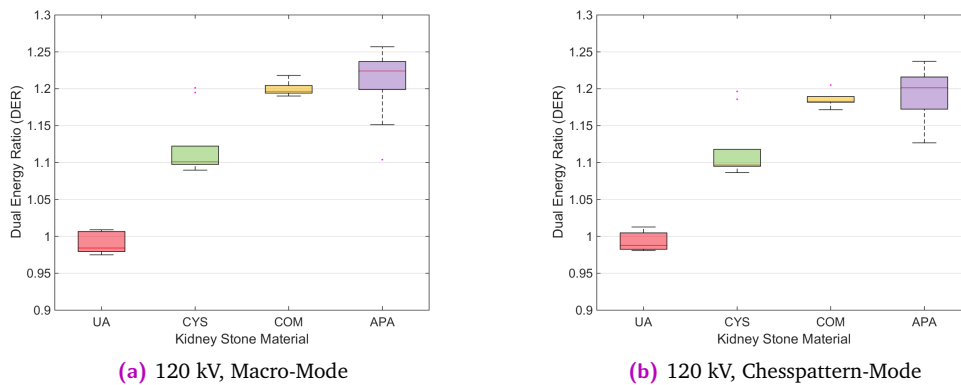 1.3
1.25
1.2
1.15
1.1
1.05
1
0.95
0.9
Dual Energy Ratio (DER)
UA CYS COM APA
Kidney Stone Material
(a) 120 kV, Macro-Mode
1.3
1.25
1.2
1.15
1.1
1.05
1
0.95
0.9
Dual Energy Ratio (DER)
UA CYS COM APA
Kidney Stone Material
(b) 120 kV, Chesspattern-Mode